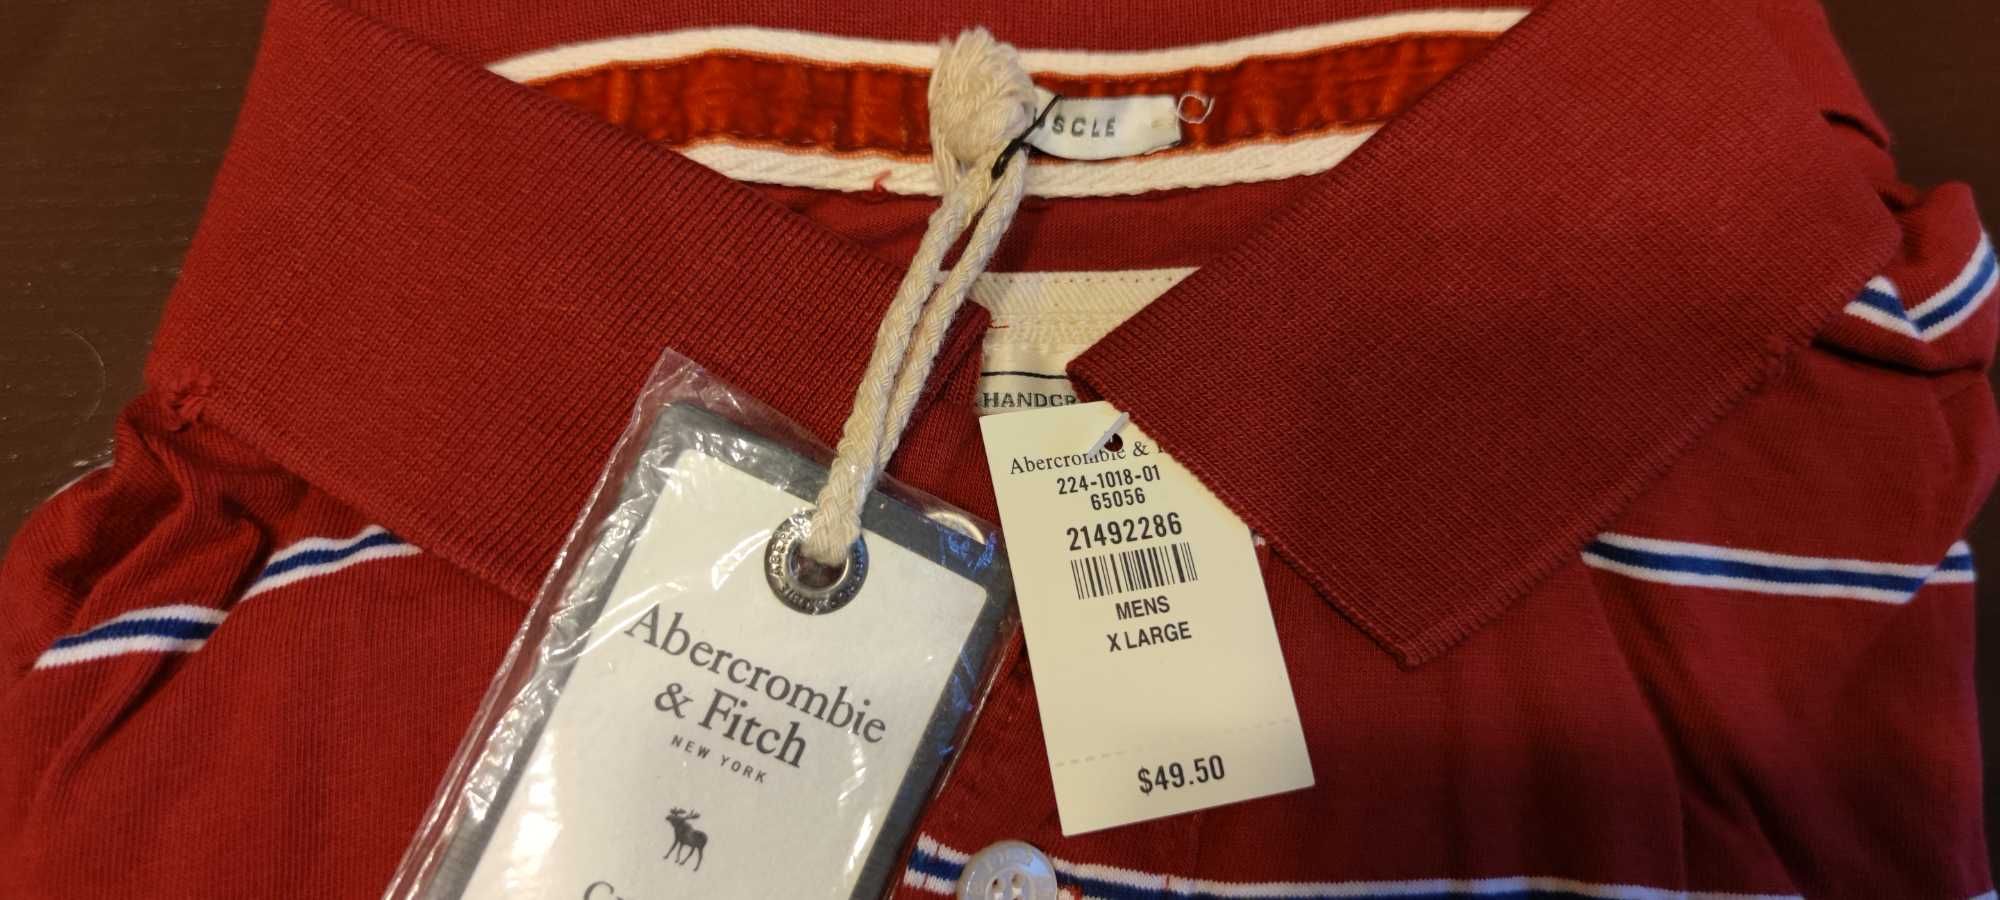 SCLE
HANDCR
Abercrombie &
224-1018-01
65056
21492286
MENS
X LARGE
$49.50
Abercrombie
& Fitch
NEW YORK